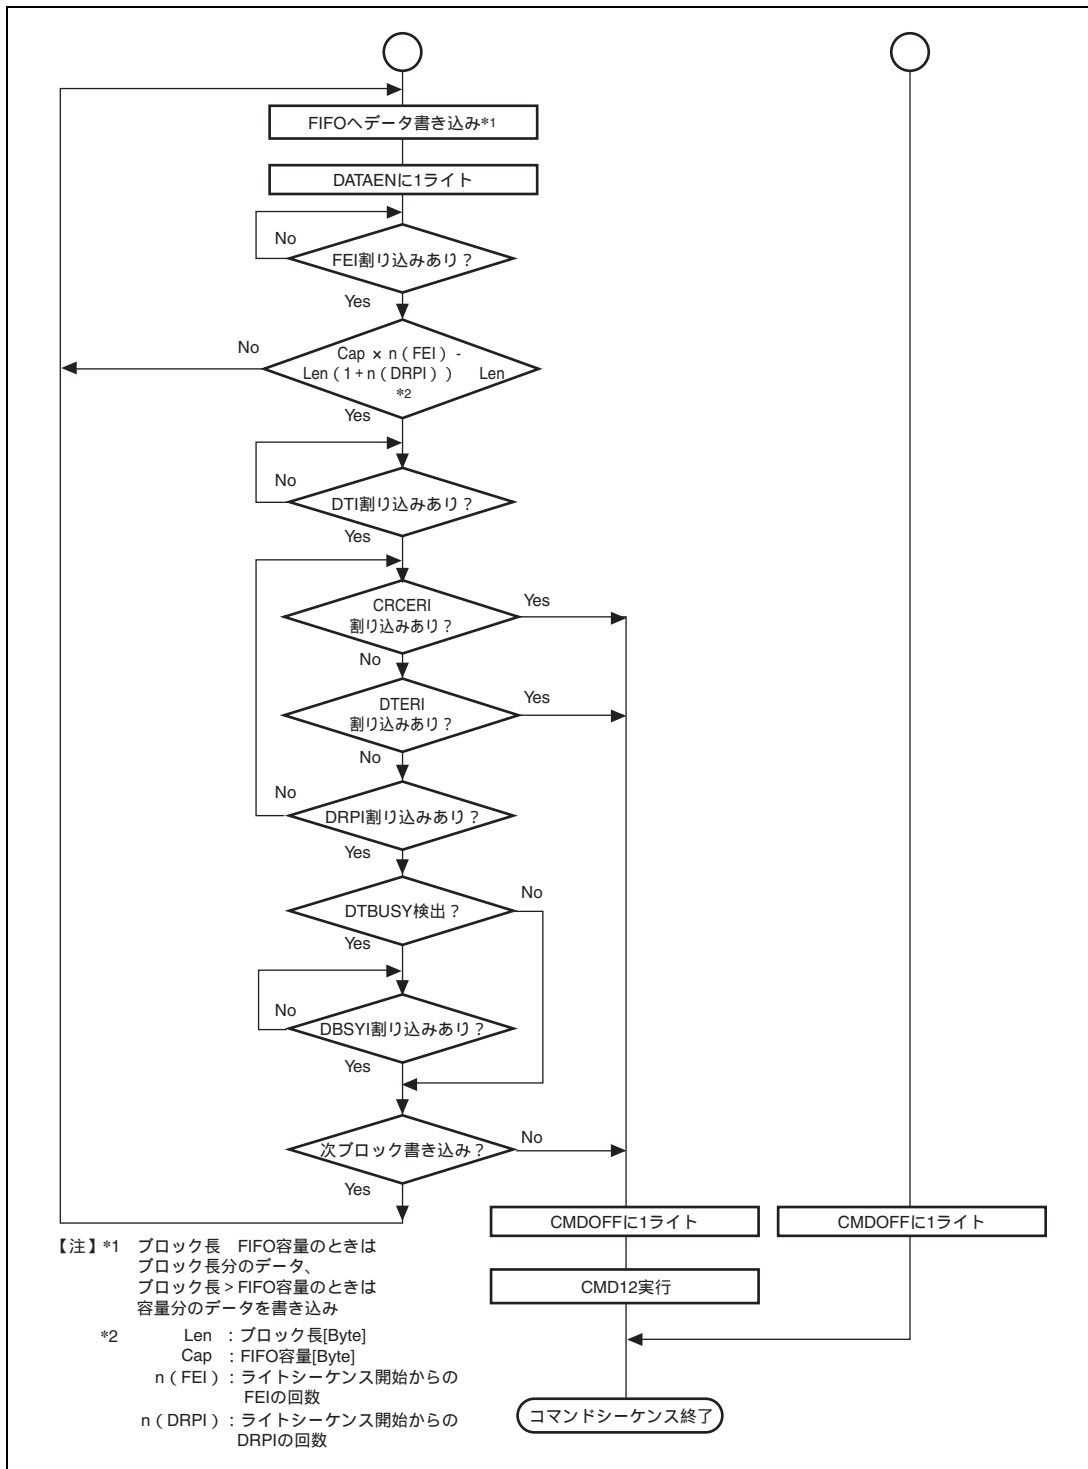 FIFOへデータ書き込み*1
DATAENに1ライト
No
FEI割り込みあり？
Yes
No
Cap × n（FEI）-
Len（1+n（DRPI）） Len
*2
Yes
No
DTI割り込みあり？
Yes
CRCERI
割り込みあり？
Yes
No
DTERI
割り込みあり？
Yes
No
No
DRPI割り込みあり？
Yes
No
DTBUSY検出？
Yes
No
DBSYI割り込みあり？
Yes
次ブロック書き込み？
No
Yes
CMDOFFに1ライト
CMDOFFに1ライト
CMD12実行
コマンドシーケンス終了
【注】*1 ブロック長 FIFO容量のときは
ブロック長分のデータ、
ブロック長 > FIFO容量のときは
容量分のデータを書き込み
*2 Len ：ブロック長[Byte]
Cap ：FIFO容量[Byte]
n（FEI）：ライトシーケンス開始からの
FEIの回数
n（DRPI）：ライトシーケンス開始からの
DRPIの回数